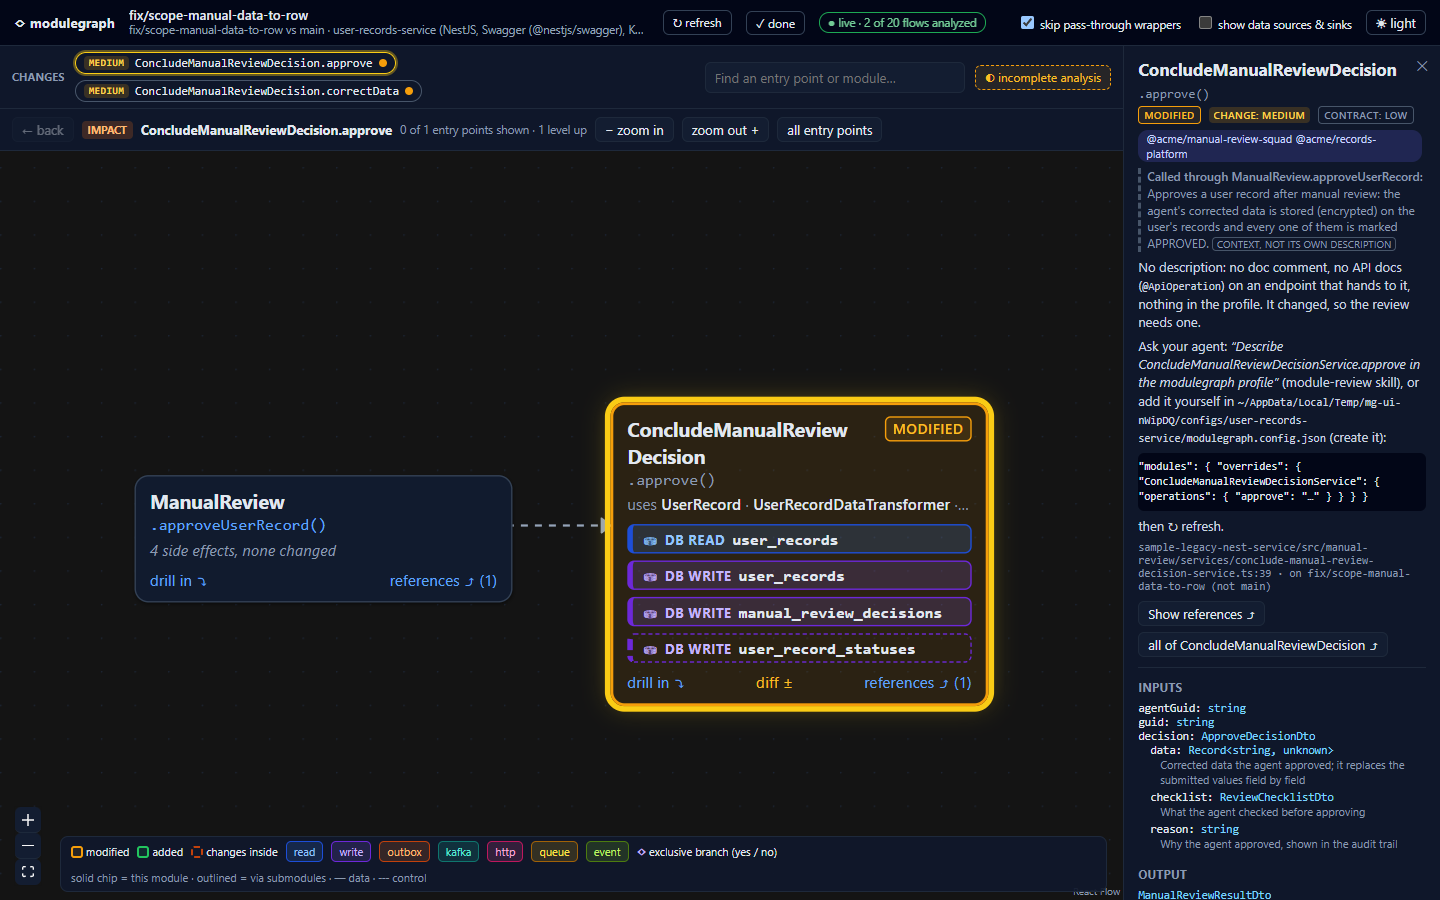 modulegraph
fix/scope-manual-data-to-row
fix/scope-manual-data-to-row vs main · user-records-service (NestJS, Swagger (@nestjs/swagger), K...
↻ refresh
✓ done
● live · 2 of 20 flows analyzed
skip pass-through wrappers
show data sources & sinks
☀ light
CHANGES
MEDIUM ConcludeManualReviewDecision.approve
MEDIUM ConcludeManualReviewDecision.correctData
Find an entry point or module...
◐ incomplete analysis
← back
IMPACT ConcludeManualReviewDecision.approve 0 of 1 entry points shown · 1 level up
− zoom in
zoom out +
all entry points
ManualReview
.approveUserRecord()
4 side effects, none changed
drill in ⤵
references ⤴ (1)
ConcludeManualReview
Decision
MODIFIED
.approve()
uses UserRecord · UserRecordDataTransformer ·...
DB READ user_records
DB WRITE user_records
DB WRITE manual_review_decisions
DB WRITE user_record_statuses
drill in ⤵
diff ±
references ⤴ (1)
modified
added
changes inside
read
write
outbox
kafka
http
queue
event
exclusive branch (yes / no)
solid chip = this module · outlined = via submodules · — data · --- control
React Flow
ConcludeManualReviewDecision
.approve()
MODIFIED
CHANGE: MEDIUM
CONTRACT: LOW
@acme/manual-review-squad @acme/records-
platform
Called through ManualReview.approveUserRecord:
Approves a user record after manual review: the
agent's corrected data is stored (encrypted) on the
user's records and every one of them is marked
APPROVED. CONTEXT, NOT ITS OWN DESCRIPTION
No description: no doc comment, no API docs
(@ApiOperation) on an endpoint that hands to it,
nothing in the profile. It changed, so the review
needs one.
Ask your agent: "Describe
ConcludeManualReviewDecisionService.approve in
the modulegraph profile" (module-review skill), or
add it yourself in ~/AppData/Local/Temp/mg-ui-
nWipDQ/configs/user-records-
service/modulegraph.config.json (create it):
"modules": { "overrides": {
"ConcludeManualReviewDecisionService": {
"operations": { "approve": "…" } } } }
then ↻ refresh.
sample-legacy-nest-service/src/manual-
review/services/conclude-manual-review-
decision-service.ts:39 · on fix/scope-manual-
data-to-row (not main)
Show references ⤴
all of ConcludeManualReviewDecision ⤴
INPUTS
agentGuid: string
guid: string
decision: ApproveDecisionDto
data: Record<string, unknown>
Corrected data the agent approved; it replaces the
submitted values field by field
checklist: ReviewChecklistDto
What the agent checked before approving
reason: string
Why the agent approved, shown in the audit trail
OUTPUT
ManualReviewResultDto